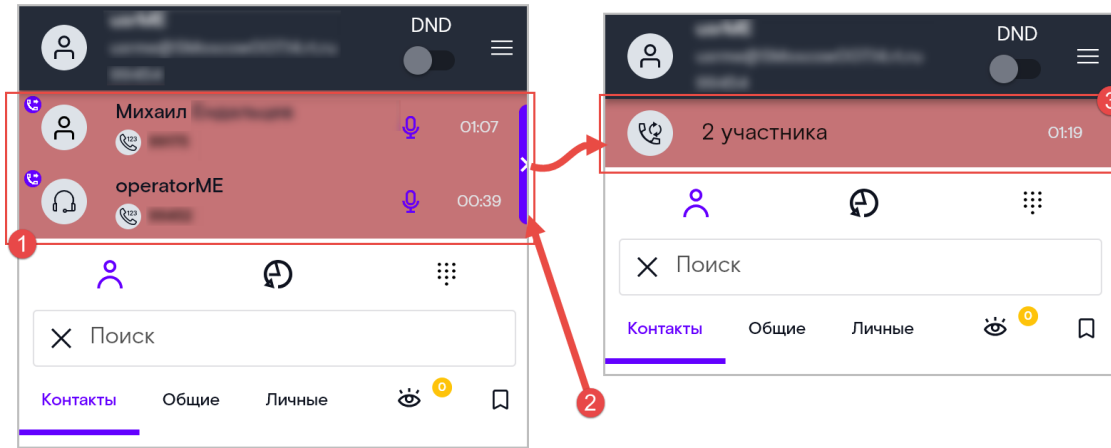 DND
Михаил
01:07
operatorME
00:39
1
Поиск
Контакты
Общие
Личные
0
2
DND
3
2 участника
01:19
Поиск
Контакты
Общие
Личные
0